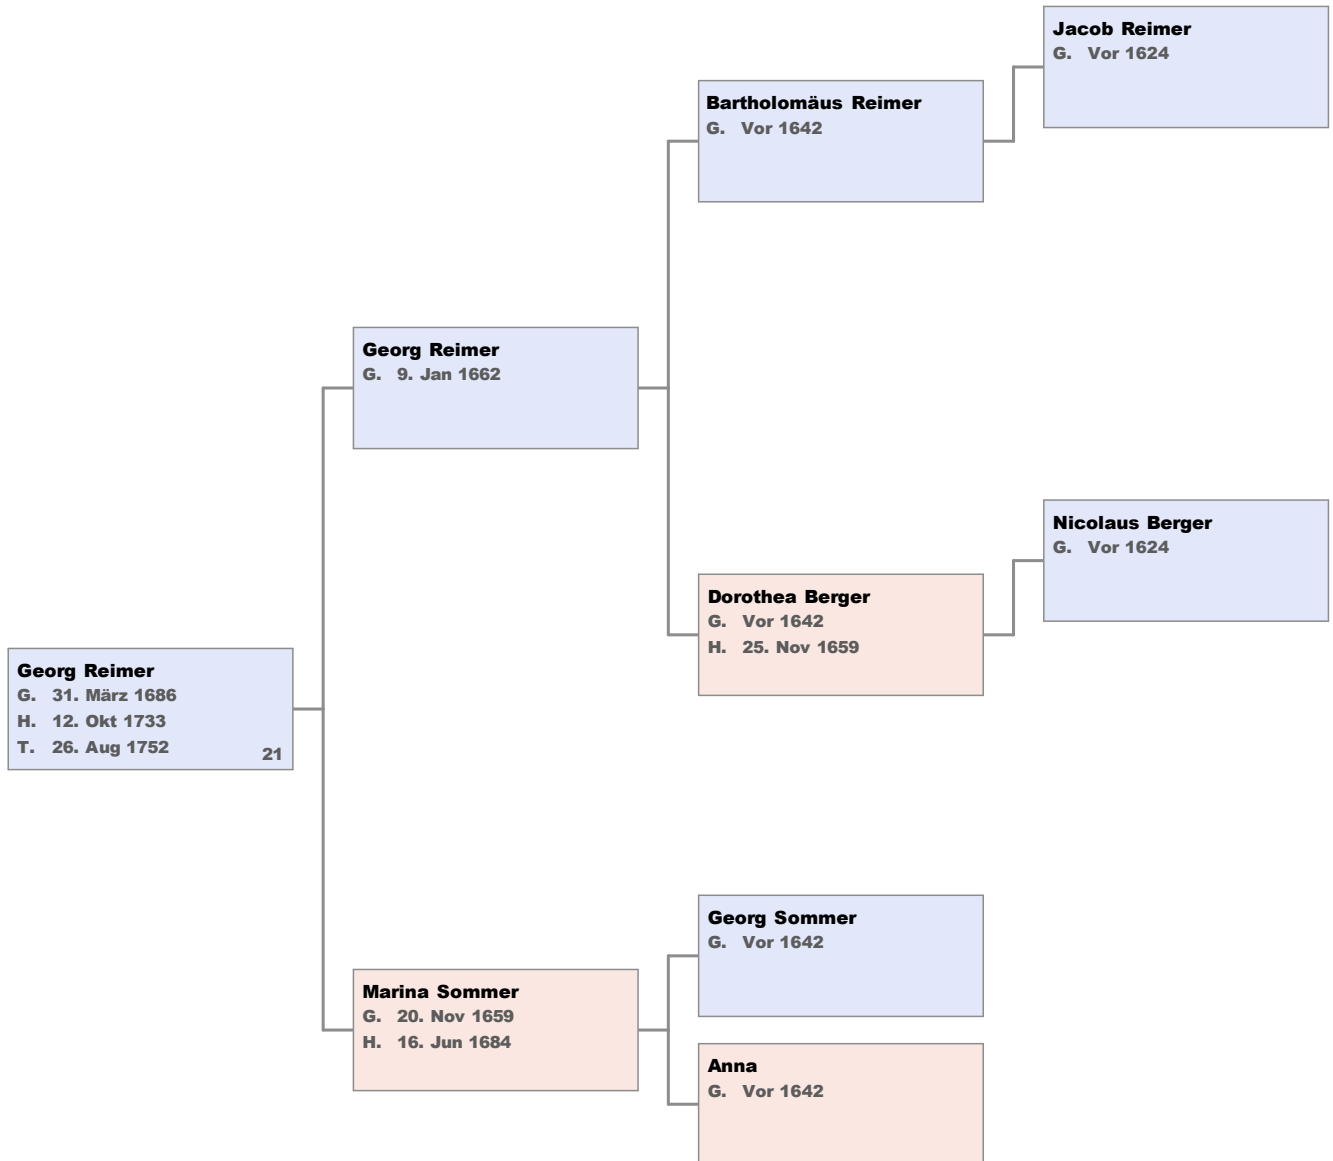 Jacob Reimer
G. Vor 1624
Bartholomäus Reimer
G. Vor 1642
Georg Reimer
G. 9. Jan 1662
Nicolaus Berger
G. Vor 1624
Dorothea Berger
G. Vor 1642
H. 25. Nov 1659
Georg Reimer
G. 31. März 1686
H. 12. Okt 1733
T. 26. Aug 1752
21
Georg Sommer
G. Vor 1642
Marina Sommer
G. 20. Nov 1659
H. 16. Jun 1684
Anna
G. Vor 1642